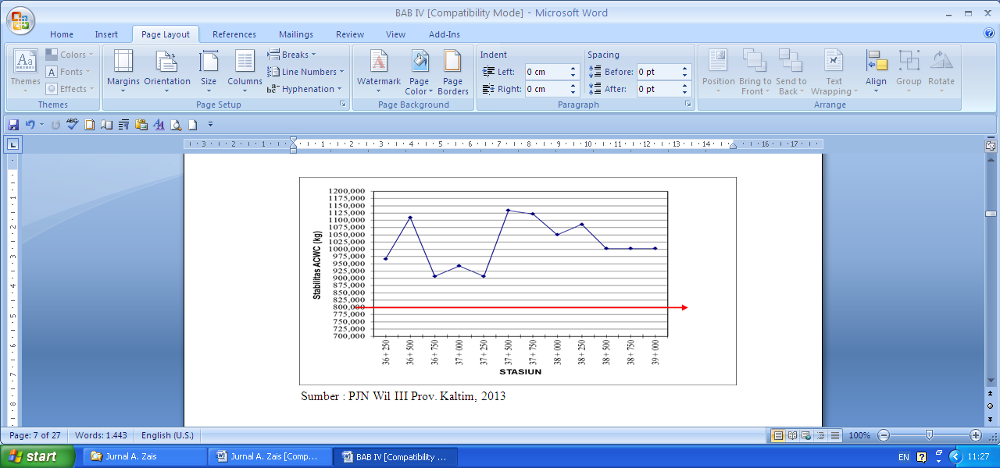 BAB IV [Compatibility Mode] - Microsoft Word
Home Insert Page Layout References Mailings Review View Add-Ins
Aa Themes Colors Fonts Effects
Themes
Margins Orientation Size Columns Breaks Line Numbers Hyphenation
Page Setup
Watermark Page Color Page Borders
Page Background
Indent Spacing
Left: 0 cm Before: 0 pt
Right: 0 cm After: 0 pt
Paragraph
Position Bring to Front Send to Back Text Wrapping Align Group Rotate
Arrange
3 2 1 1 2 3 4 5 6 7 8 9 10 11 12 13 14 16 17
Stabilitas ACWC (kg)
1200,000
1175,000
1150,000
1125,000
1100,000
1075,000
1050,000
1025,000
1000,000
975,000
950,000
925,000
900,000
875,000
850,000
825,000
800,000
775,000
750,000
725,000
700,000
36 + 250
36 + 500
36 + 750
37 + 000
37 + 250
37 + 500
37 + 750
38 + 000
38 + 250
38 + 500
38 + 750
39 + 000
STASIUN
Sumber : PJN Wil III Prov. Kaltim, 2013
1
2
3
4
5
6
7
8
Page: 7 of 27 Words: 1.443 English (U.S.) 100%
start Jurnal A. Zais Jurnal A. Zais [Comp... BAB IV [Compatibility ... EN 11:27